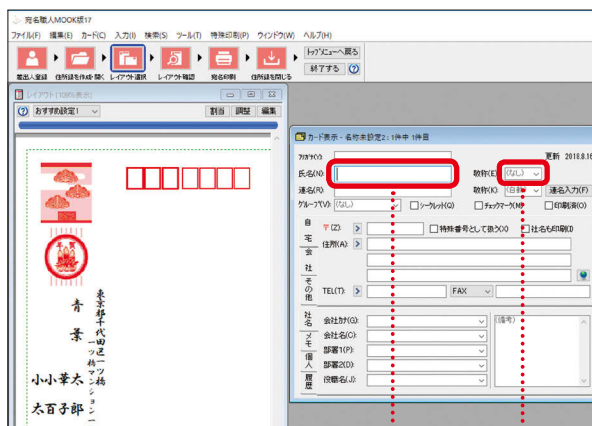 宛名職人MOOK版17
ファイル(F) 編集(E) カード(C) 入力(I) 検索(S) ツール(T) 特殊印刷(P) ウィンドウ(W) ヘルプ(H)
トップメニューへ戻る
終了する
差出人登録 住所録を作成・開く レイアウト選択 レイアウト確認 宛名印刷 住所録を閉じる
レイアウト [100%表示]
おすすめ設定1 割当 調整 編集
年賀
東京都千代田区一ツ橋
一ツ橋マンション一
青葉
小小華太
太百子郎
カード表示 - 名称未設定2 : 1件中 1件目
フリガナ(Y): 更新 2018.8.16
氏名(N): 敬称(E): (なし)
連名(R): 敬称(K): (自動) 連名入力(F)
グループ(V): (なし) シークレット(Q) チェックマーク(M) 印刷済(O)
自宅 会社 その他
〒(Z): 特殊番号として扱う(X) 社名も印刷(I)
住所(A):
TEL(T): FAX
社名 メモ 個人 履歴
会社カナ(G): (備考)
会社名(C):
部署1(P):
部署2(D):
役職名(J):